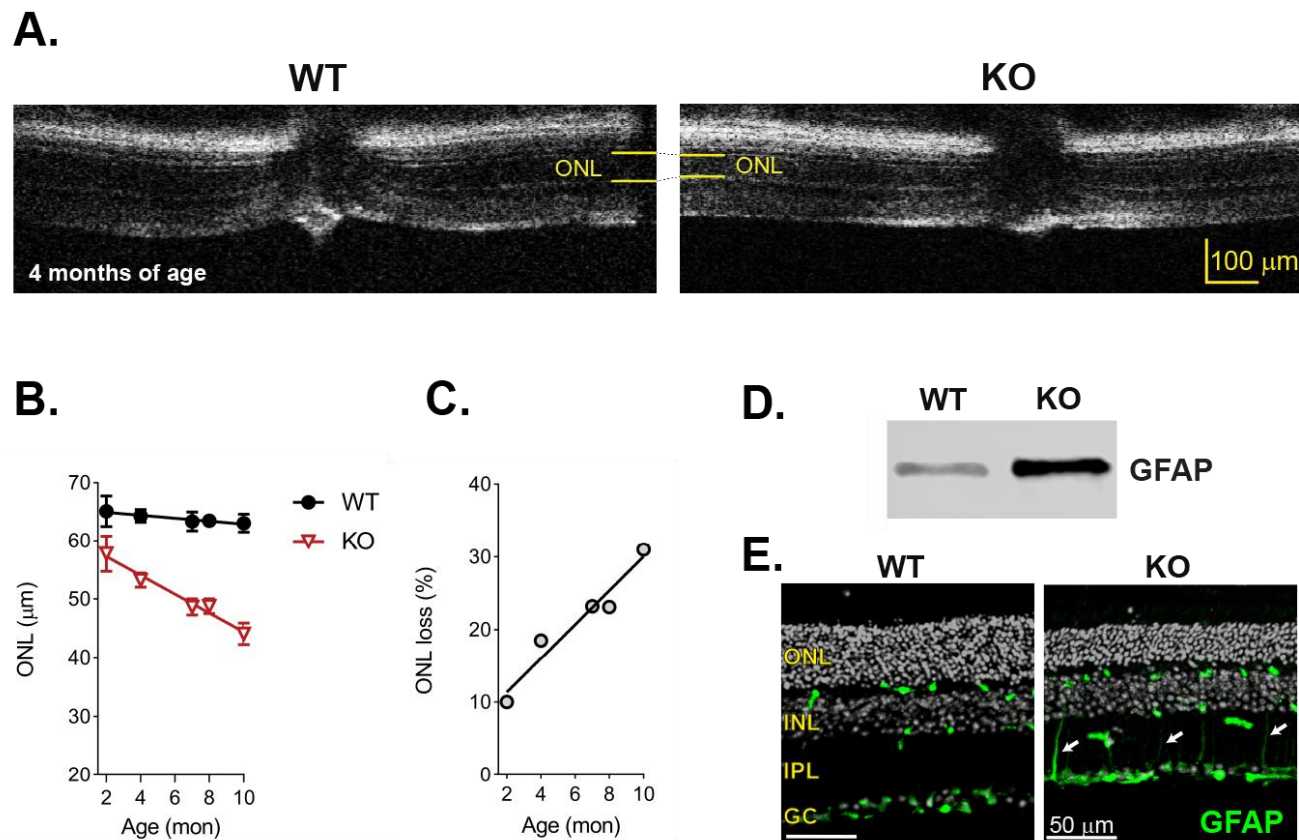 A.
WT
KO
ONL
ONL
4 months of age
100 µm
B.
70
60
50
40
30
20
ONL (µm)
2 4 6 8 10
Age (mon)
WT
KO
C.
40
30
20
10
0
ONL loss (%)
2 4 6 8 10
Age (mon)
D.
WT KO
GFAP
E.
WT
KO
ONL
INL
IPL
GC
50 µm
GFAP